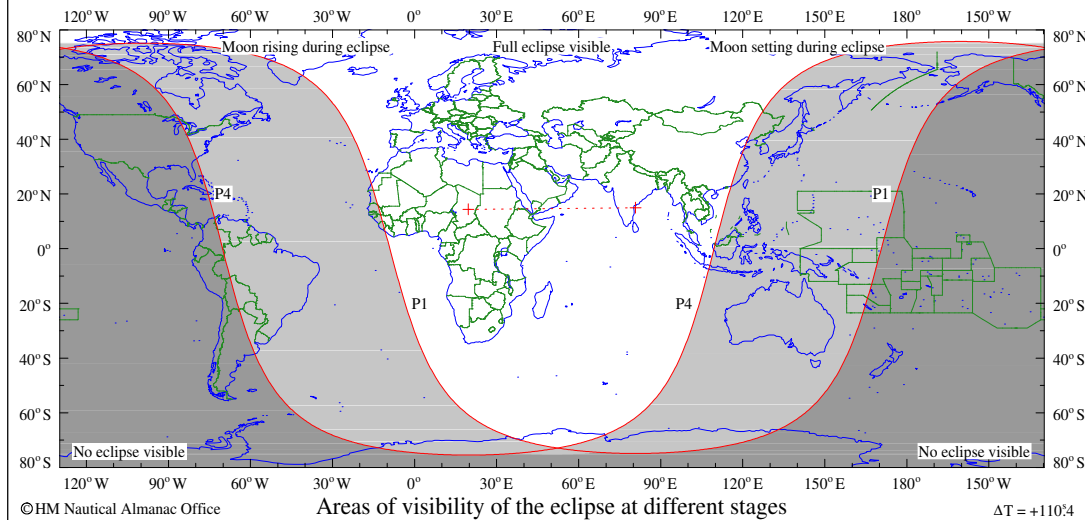 120°W 90°W 60°W 30°W 0° 30°E 60°E 90°E 120°E 150°E 180° 150°W
80°N 80°N
Moon rising during eclipse Full eclipse visible Moon setting during eclipse
60°N 60°N
40°N 40°N
20°N P4 P1 20°N
0° 0°
P1 P4
20°S 20°S
40°S 40°S
60°S 60°S
No eclipse visible No eclipse visible
80°S 80°S
120°W 90°W 60°W 30°W 0° 30°E 60°E 90°E 120°E 150°E 180° 150°W
©HM Nautical Almanac Office Areas of visibility of the eclipse at different stages ΔT = +110ˢ.4